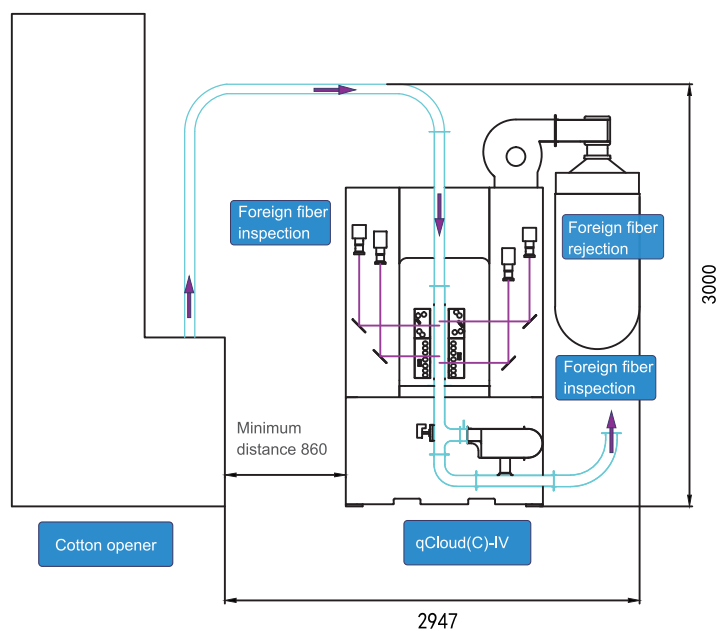 Foreign fiber
inspection
Foreign fiber
rejection
3000
Foreign fiber
inspection
Minimum
distance 860
Cotton opener
qCloud(C)-IV
2947